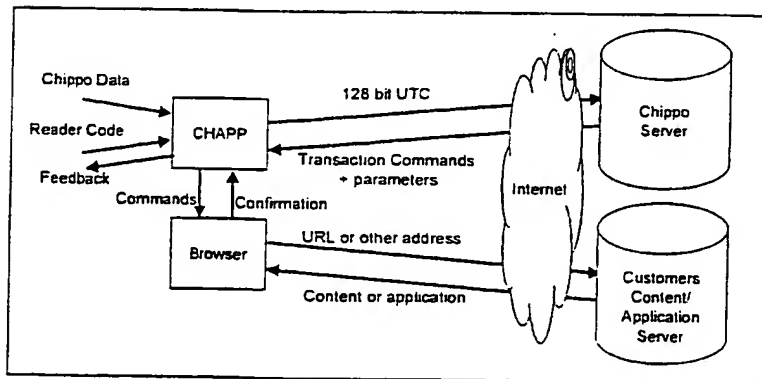 Chippo Data
Reader Code
Feedback
CHAPP
128 bit UTC
Transaction Commands
+ parameters
Internet
Chippo
Server
Commands
Confirmation
Browser
URL or other address
Content or application
Customers
Content/
Application
Server